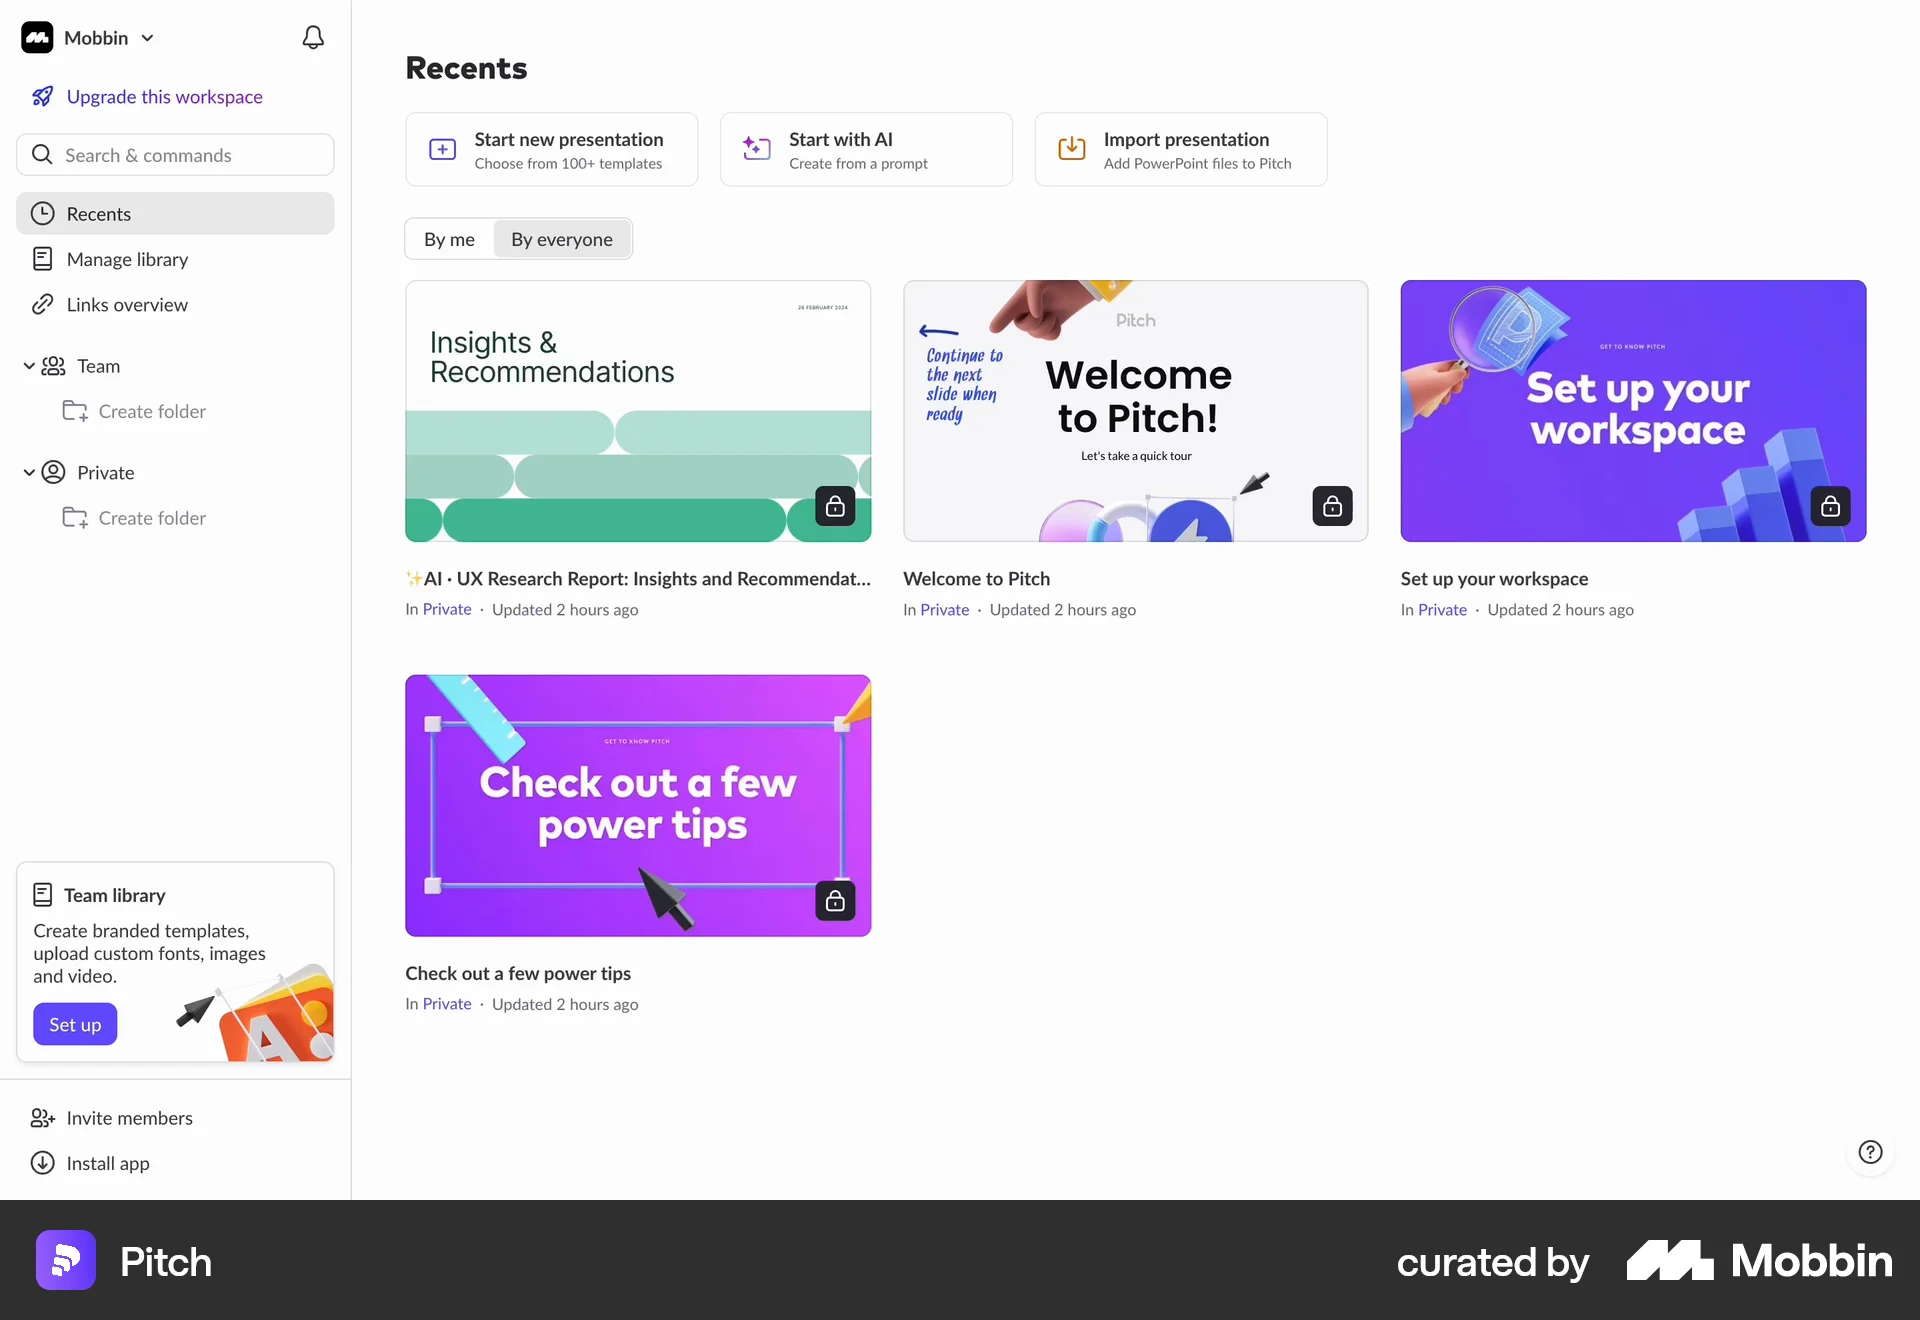 Mobbin
Upgrade this workspace
Search & commands
Recents
Manage library
Links overview
Team
Create folder
Private
Create folder
Team library
Create branded templates,
upload custom fonts, images
and video.
Set up
A
Invite members
Install app
Recents
Start new presentation
Choose from 100+ templates
Start with AI
Create from a prompt
Import presentation
Add PowerPoint files to Pitch
By me
By everyone
26 FEBRUARY 2024
Insights &
Recommendations
✨AI · UX Research Report: Insights and Recommendat...
In Private · Updated 2 hours ago
Pitch
Continue to
the next
slide when
ready
Welcome
to Pitch!
Let's take a quick tour
Welcome to Pitch
In Private · Updated 2 hours ago
P
GET TO KNOW PITCH
Set up your
workspace
Set up your workspace
In Private · Updated 2 hours ago
GET TO KNOW PITCH
Check out a few
power tips
Check out a few power tips
In Private · Updated 2 hours ago
?
Pitch
curated by
Mobbin